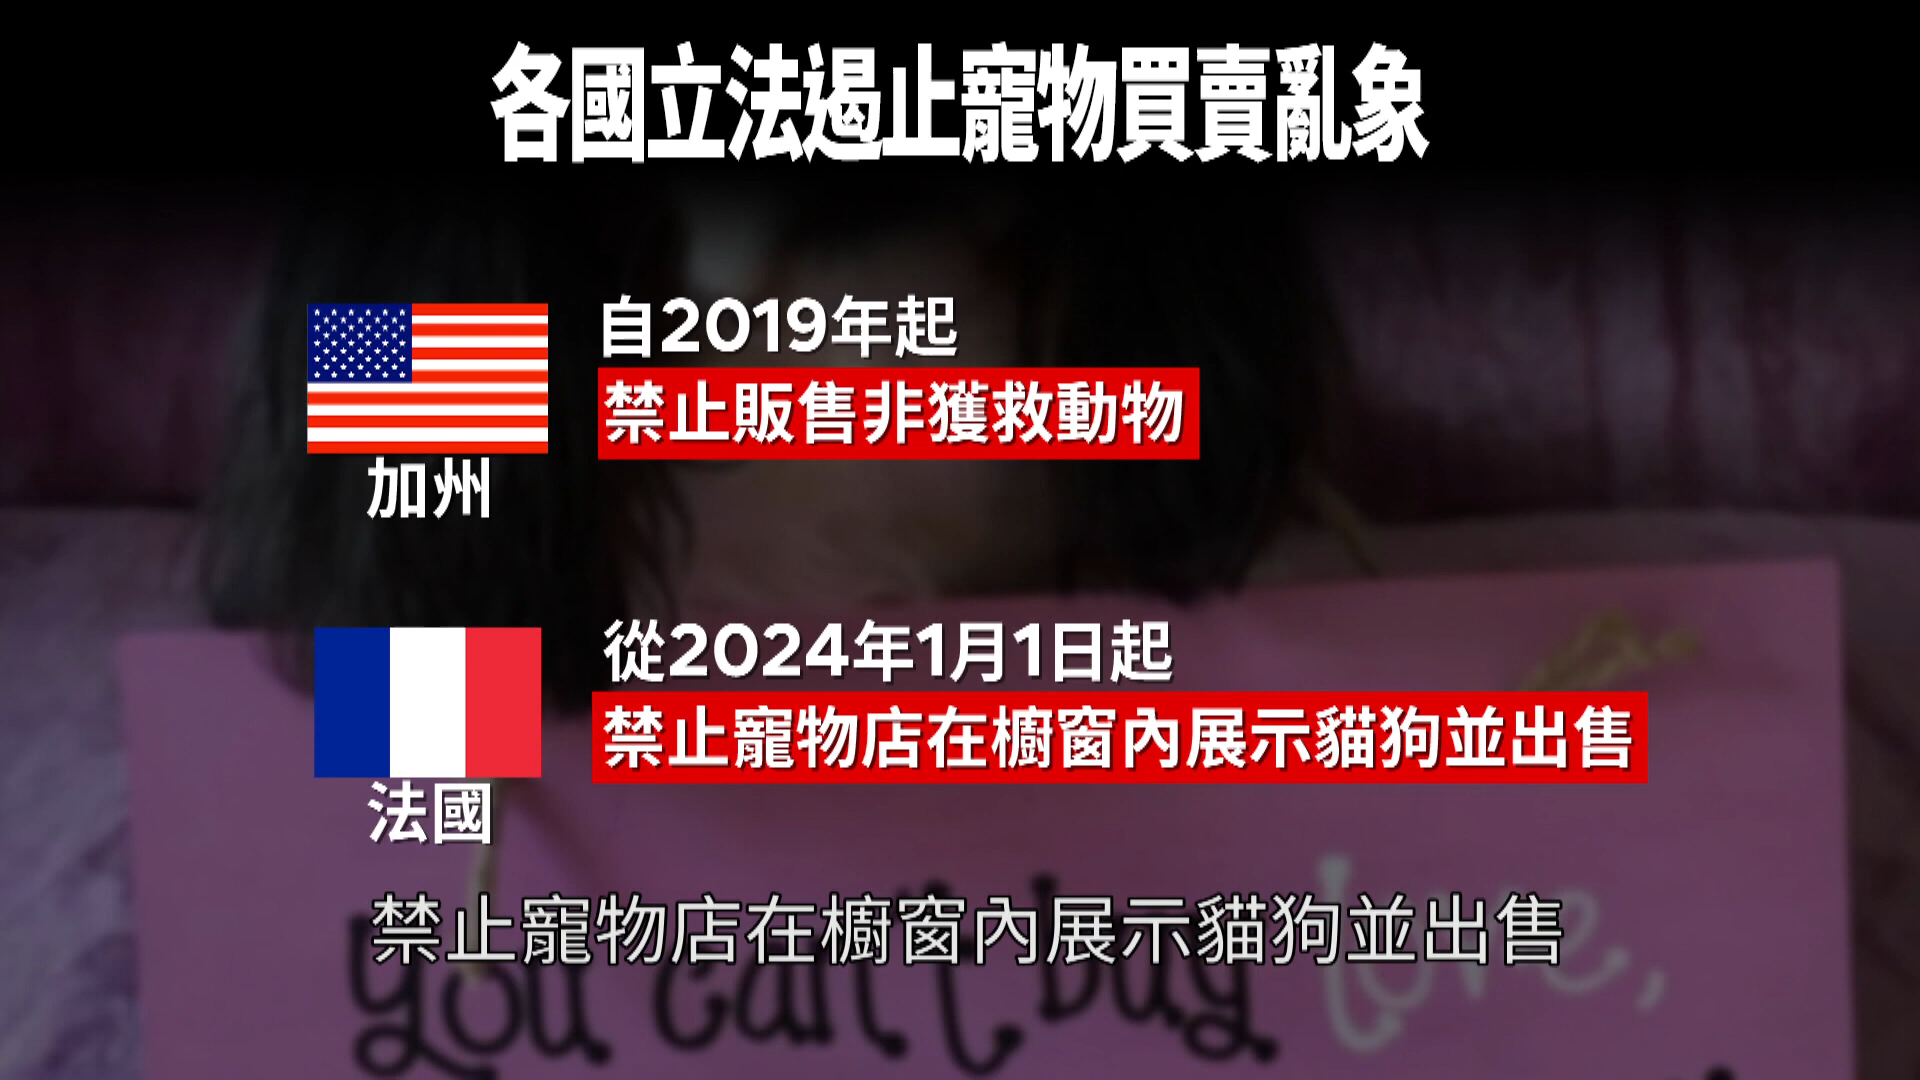 各國立法遏止寵物買賣亂象
自2019年起
禁止販售非獲救動物
加州
從2024年1月1日起
禁止寵物店在櫥窗內展示貓狗並出售
法國
禁止寵物店在櫥窗內展示貓狗並出售
you can't buy love,